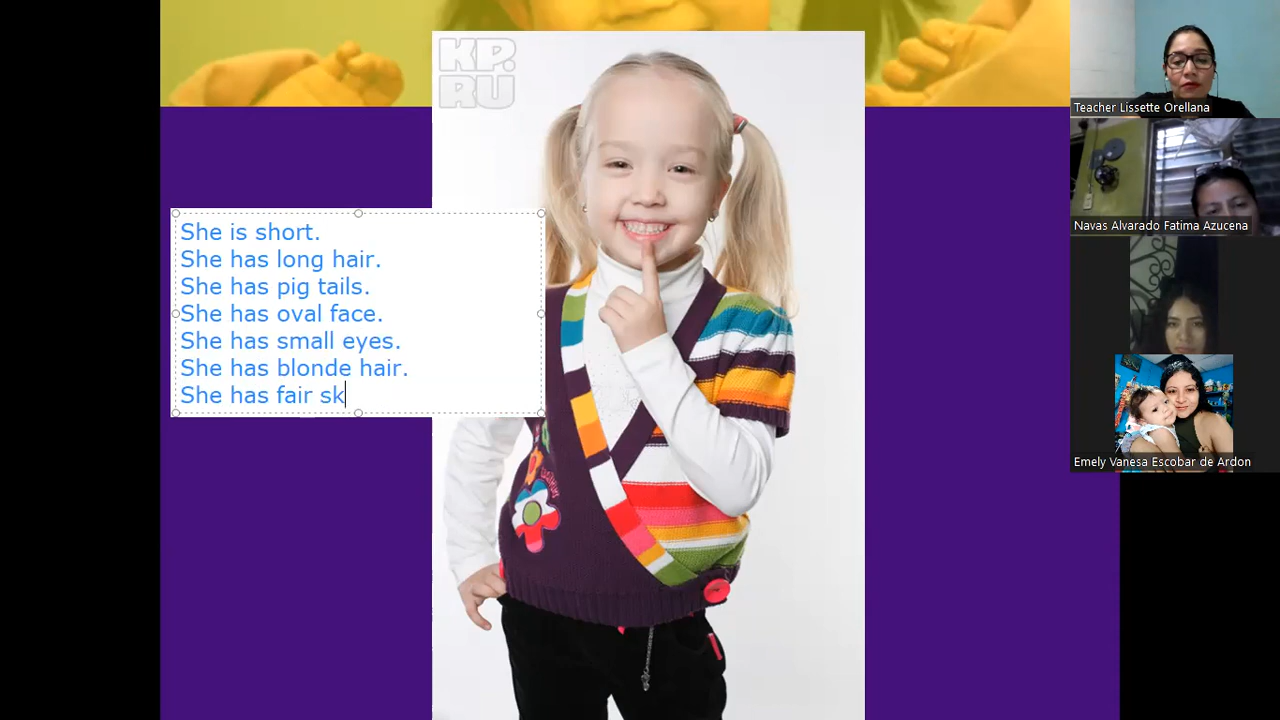 KP.
RU
She is short.
She has long hair.
She has pig tails.
She has oval face.
She has small eyes.
She has blonde hair.
She has fair sk
Teacher Lissette Orellana
Navas Alvarado Fatima Azucena
Emely Vanesa Escobar de Ardon